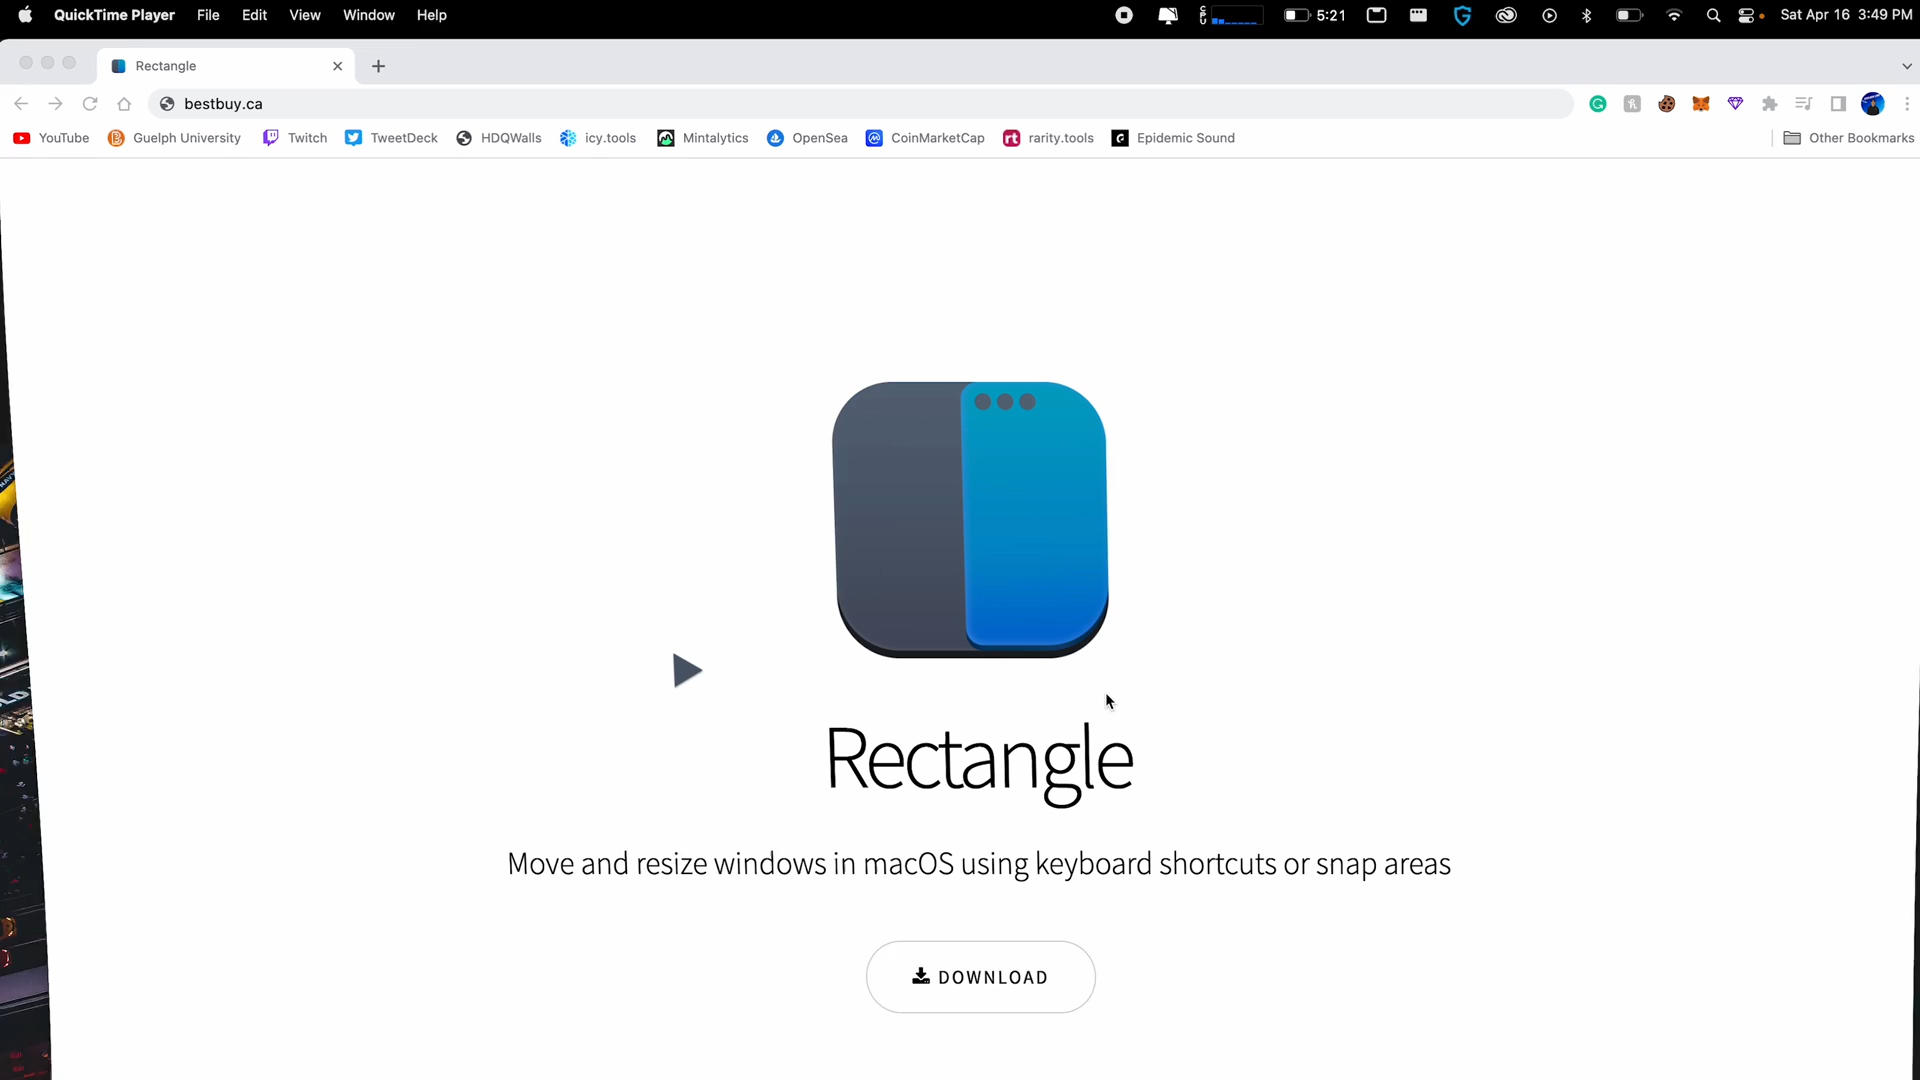 QuickTime Player File Edit View Window Help CPU 5:21 Sat Apr 16 3:49 PM
Rectangle
bestbuy.ca
YouTube Guelph University Twitch TweetDeck HDQWalls icy.tools Mintalytics OpenSea CoinMarketCap rt rarity.tools Epidemic Sound Other Bookmarks
Rectangle
Move and resize windows in macOS using keyboard shortcuts or snap areas
DOWNLOAD